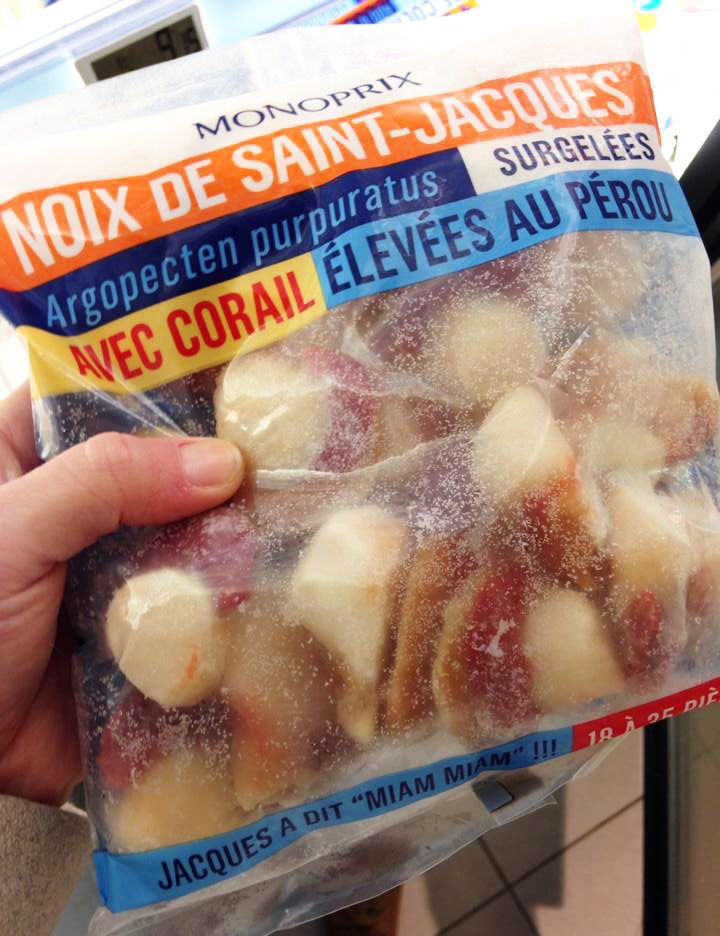 MONOPRIX
NOIX DE SAINT-JACQUES
SURGELÉES
Argopecten purpuratus
ÉLEVÉES AU PÉROU
AVEC CORAIL
JACQUES A DIT "MIAM MIAM" !!!
18 À 25